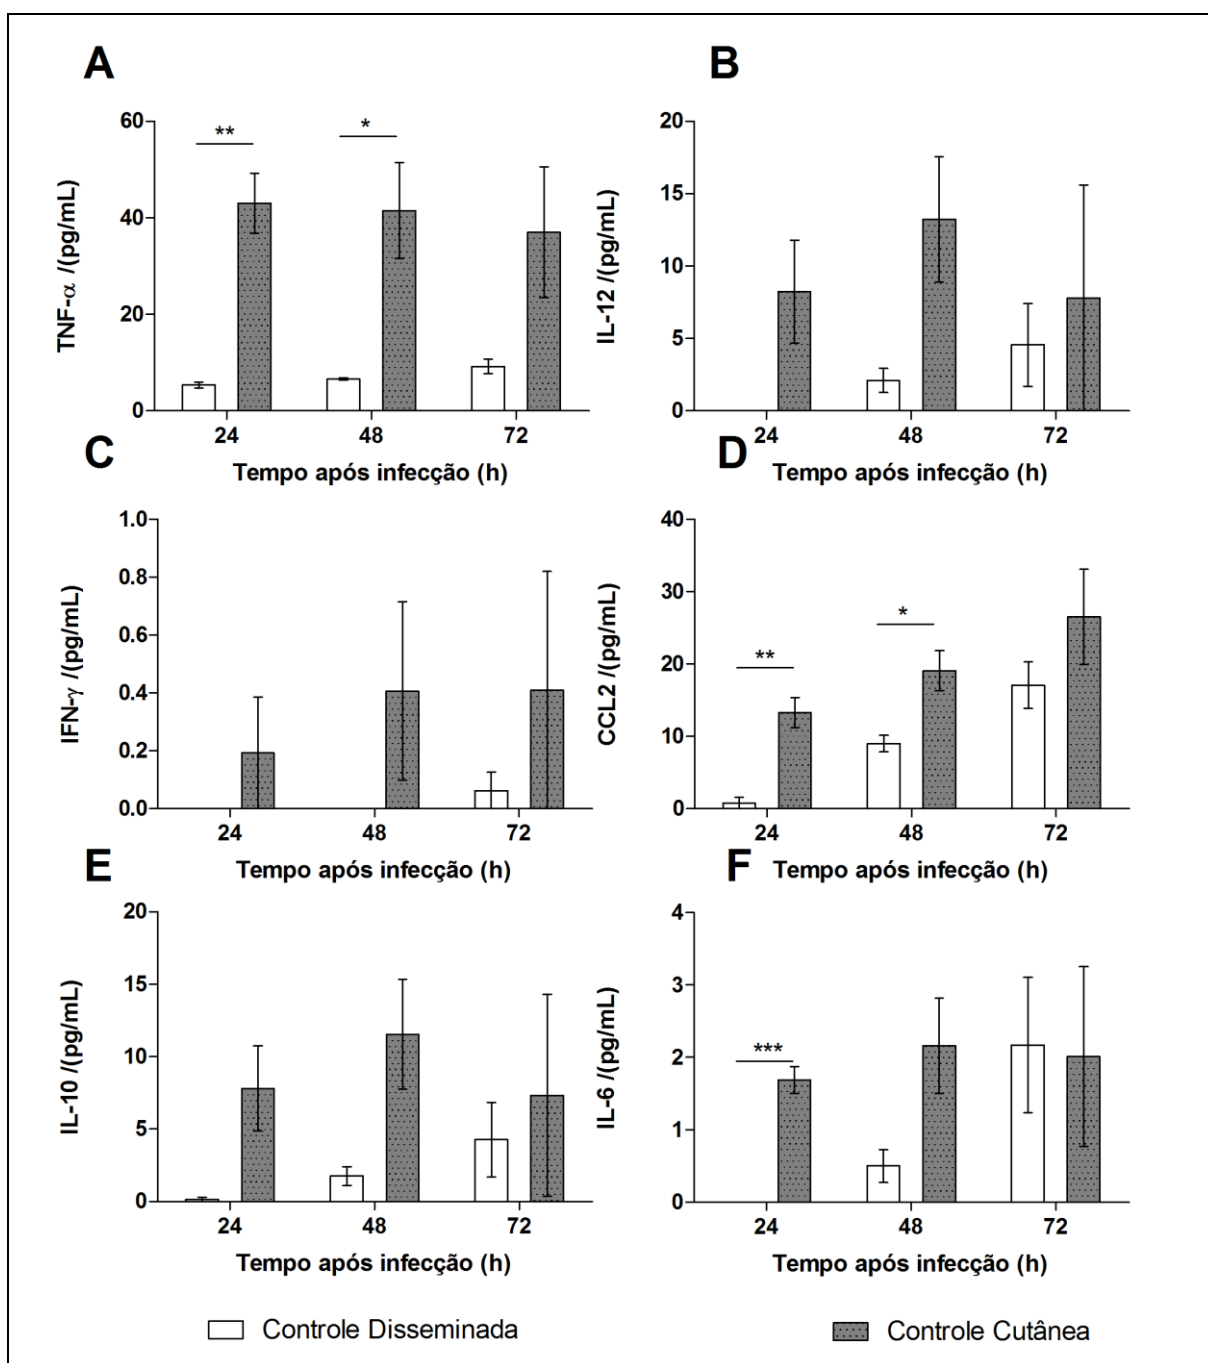 A
B
60
40
20
0
TNF-α /(pg/mL)
**
*
24
48
72
Tempo após infecção (h)
20
15
10
5
0
IL-12 /(pg/mL)
24
48
72
Tempo após infecção (h)
C
D
1.0
0.8
0.6
0.4
0.2
0.0
IFN-γ /(pg/mL)
24
48
72
Tempo após infecção (h)
40
30
20
10
0
CCL2 /(pg/mL)
**
*
24
48
72
Tempo após infecção (h)
E
F
20
15
10
5
0
IL-10 /(pg/mL)
24
48
72
Tempo após infecção (h)
4
3
2
1
0
IL-6 /(pg/mL)
***
24
48
72
Tempo após infecção (h)
Controle Disseminada
Controle Cutânea